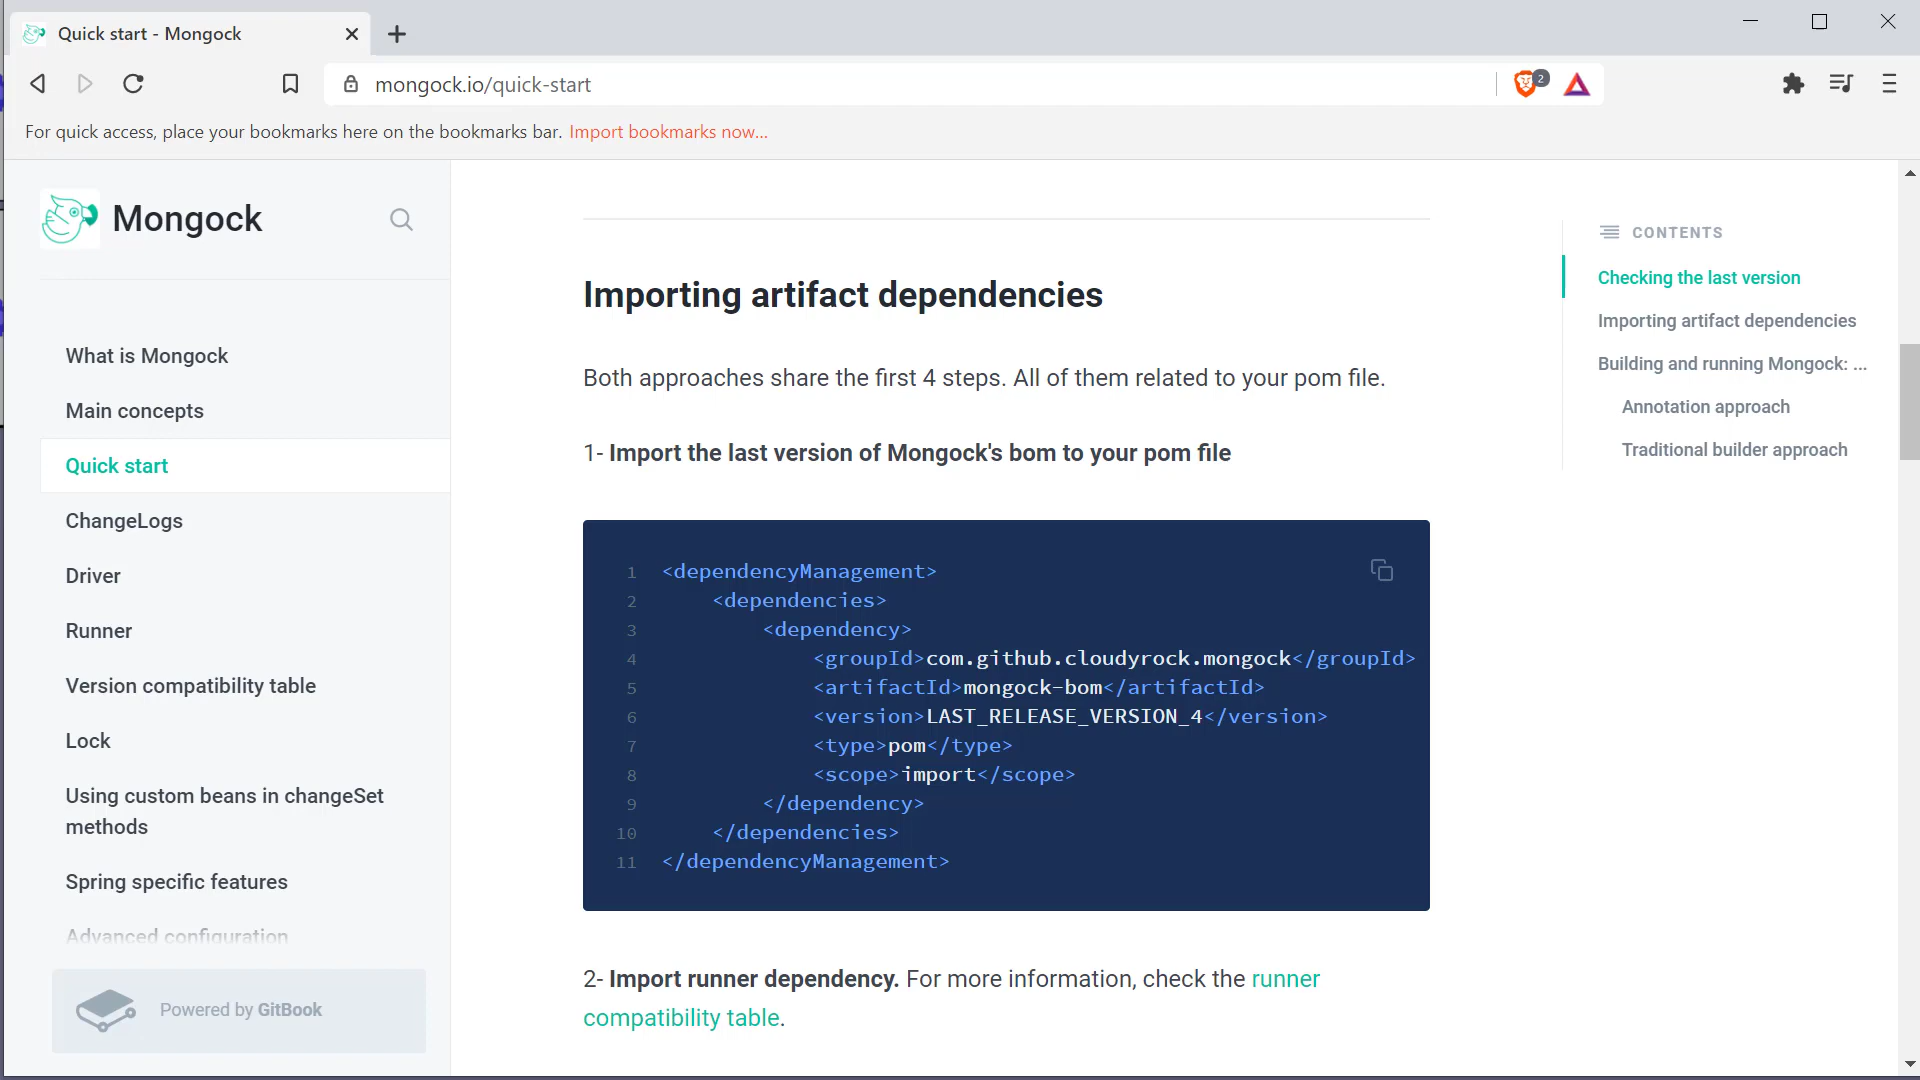 Quick start - Mongock
mongock.io/quick-start
2
For quick access, place your bookmarks here on the bookmarks bar. Import bookmarks now...
Mongock
What is Mongock
Main concepts
Quick start
ChangeLogs
Driver
Runner
Version compatibility table
Lock
Using custom beans in changeSet
methods
Spring specific features
Advanced configuration
Powered by GitBook
Importing artifact dependencies
Both approaches share the first 4 steps. All of them related to your pom file.
1- Import the last version of Mongock's bom to your pom file
1 <dependencyManagement>
2 <dependencies>
3 <dependency>
4 <groupId>com.github.cloudyrock.mongock</groupId>
5 <artifactId>mongock-bom</artifactId>
6 <version>LAST_RELEASE_VERSION_4</version>
7 <type>pom</type>
8 <scope>import</scope>
9 </dependency>
10 </dependencies>
11 </dependencyManagement>
2- Import runner dependency. For more information, check the runner
compatibility table.
CONTENTS
Checking the last version
Importing artifact dependencies
Building and running Mongock: ...
Annotation approach
Traditional builder approach